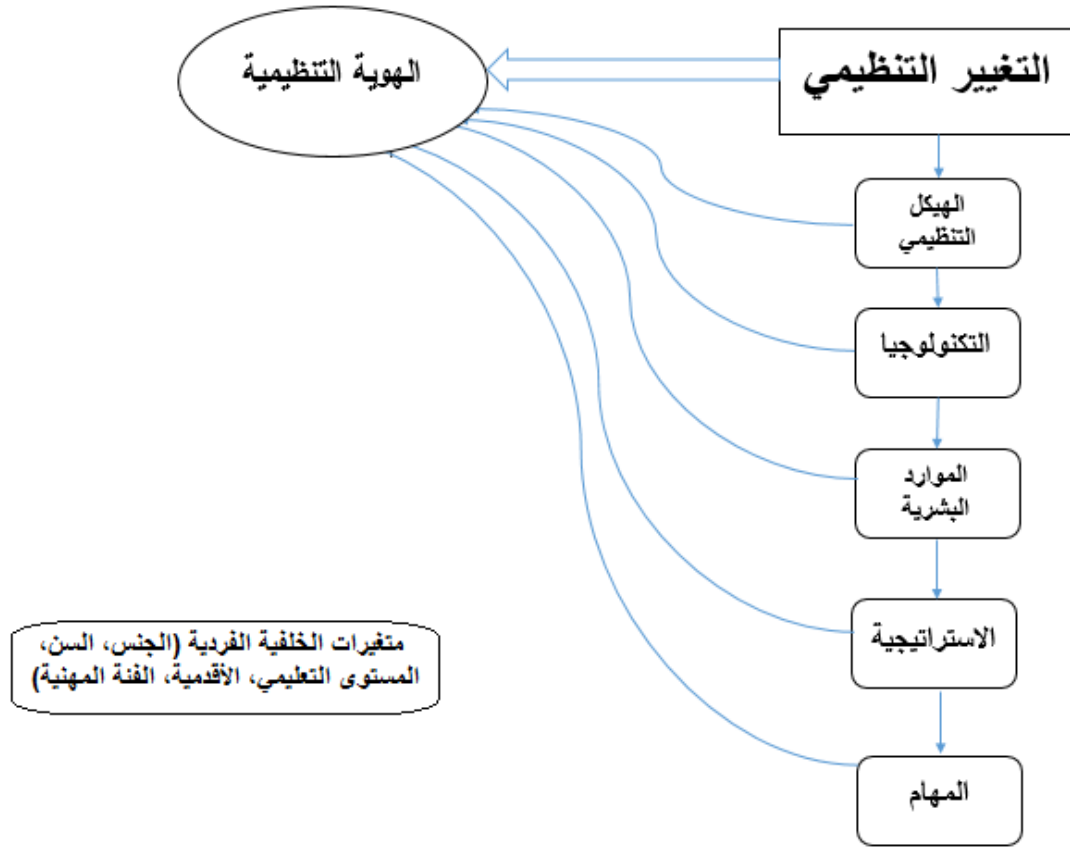 التغيير التنظيمي
الهوية التنظيمية
الهيكل
التنظيمي
التكنولوجيا
الموارد
البشرية
الاستراتيجية
المهام
متغيرات الخلفية الفردية (الجنس، السن،
المستوى التعليمي، الأقدمية، الفئة المهنية)